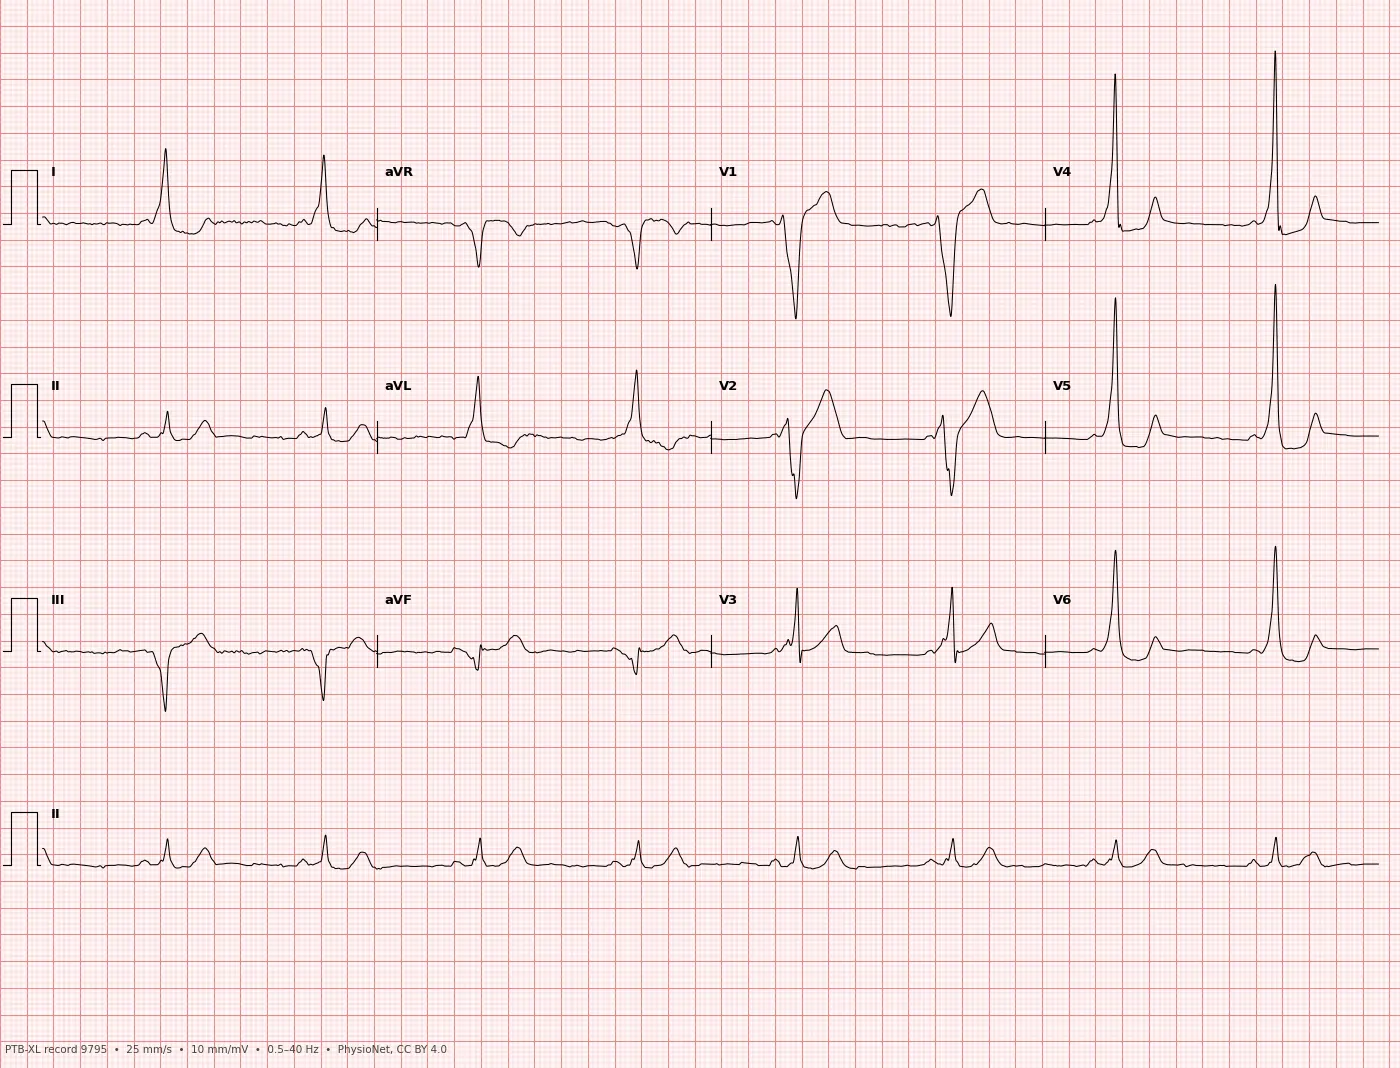 I aVR V1 V4
II aVL V2 V5
III aVF V3 V6
II
PTB-XL record 9795 • 25 mm/s • 10 mm/mV • 0.5–40 Hz • PhysioNet, CC BY 4.0